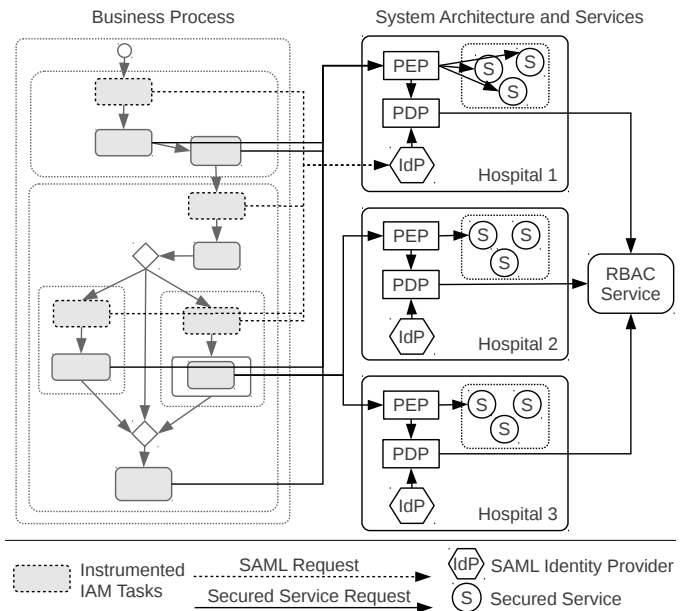 Business Process
System Architecture and Services
PEP
S
S
S
PDP
IdP
Hospital 1
PEP
S
S
S
PDP
IdP
Hospital 2
RBAC
Service
PEP
S
S
S
PDP
IdP
Hospital 3
Instrumented
IAM Tasks
SAML Request
Secured Service Request
IdP
SAML Identity Provider
S
Secured Service